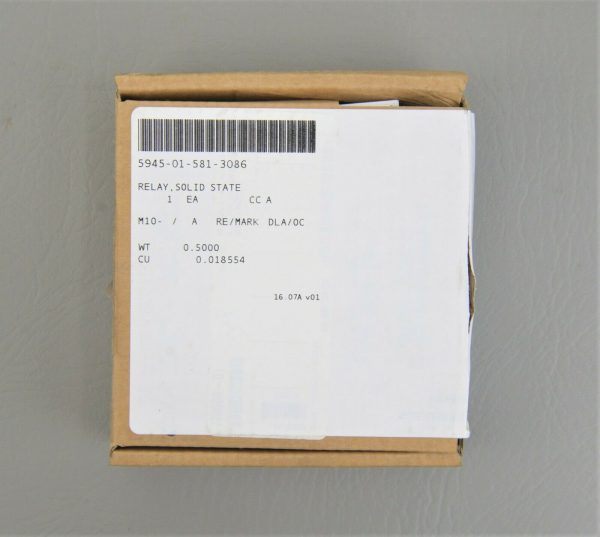 5945-01-581-3086
RELAY,SOLID STATE
1 EA CC A
M10- / A RE/MARK DLA/OC
WT 0.5000
CU 0.018554
16.07A v01